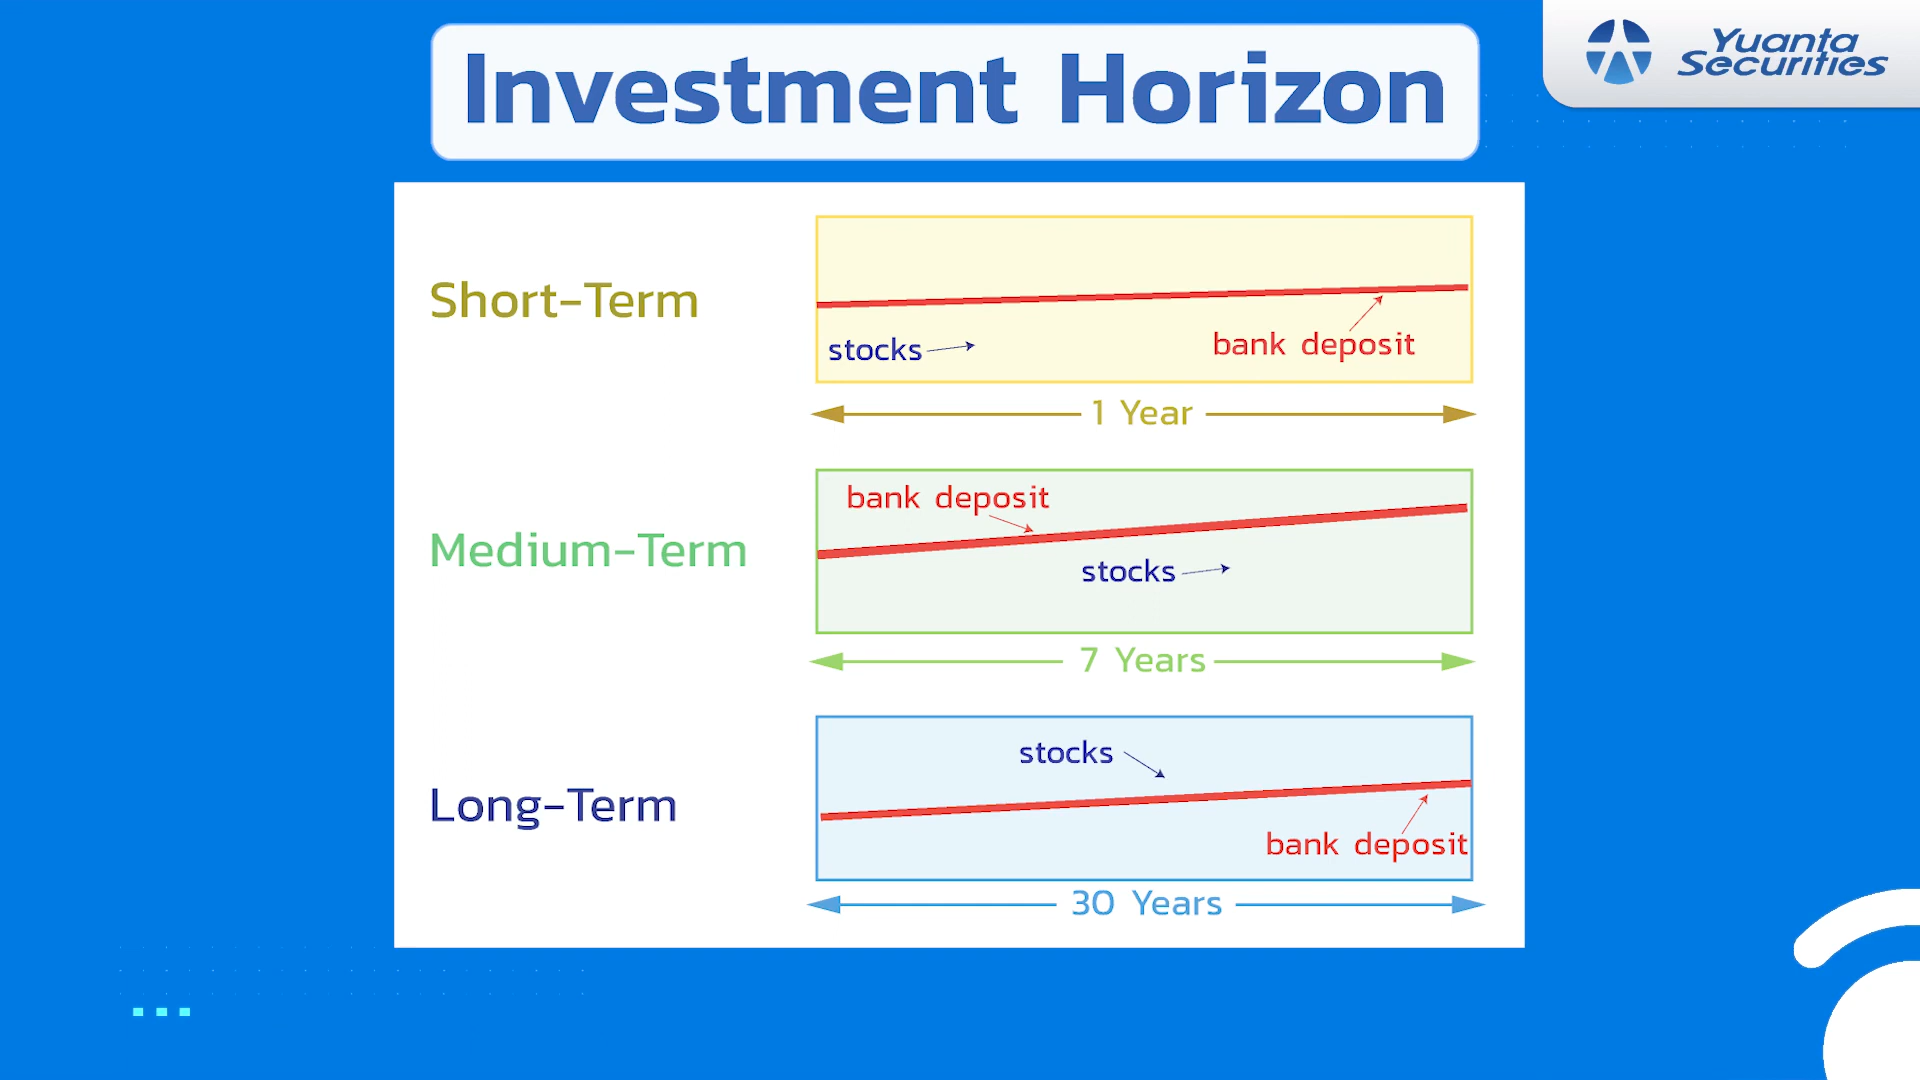 Investment Horizon
Yuanta
Securities
Short-Term
stocks
bank deposit
1 Year
bank deposit
Medium-Term
stocks
7 Years
stocks
Long-Term
bank deposit
30 Years